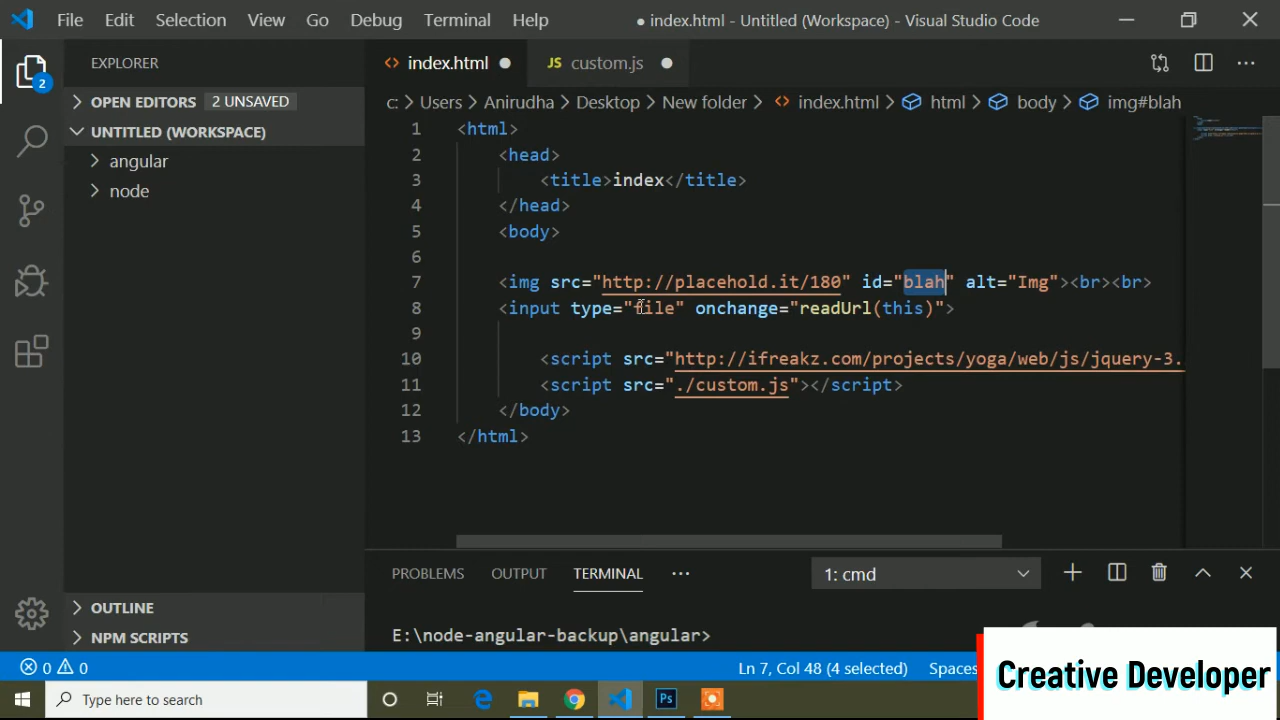 File Edit Selection View Go Debug Terminal Help ● index.html - Untitled (Workspace) - Visual Studio Code
EXPLORER
2
OPEN EDITORS 2 UNSAVED
UNTITLED (WORKSPACE)
angular
node
OUTLINE
NPM SCRIPTS
<> index.html ● JS custom.js ●
c: > Users > Anirudha > Desktop > New folder > <> index.html > html > body > img#blah
1 <html>
2 <head>
3 <title>index</title>
4 </head>
5 <body>
6
7 <img src="http://placehold.it/180" id="blah" alt="Img"><br><br>
8 <input type="file" onchange="readUrl(this)">
9
10 <script src="http://ifreakz.com/projects/yoga/web/js/jquery-3.
11 <script src="./custom.js"></script>
12 </body>
13 </html>
PROBLEMS OUTPUT TERMINAL ··· 1: cmd
E:\node-angular-backup\angular>
0 0 Ln 7, Col 48 (4 selected) Spaces
Creative Developer
Type here to search
Ps